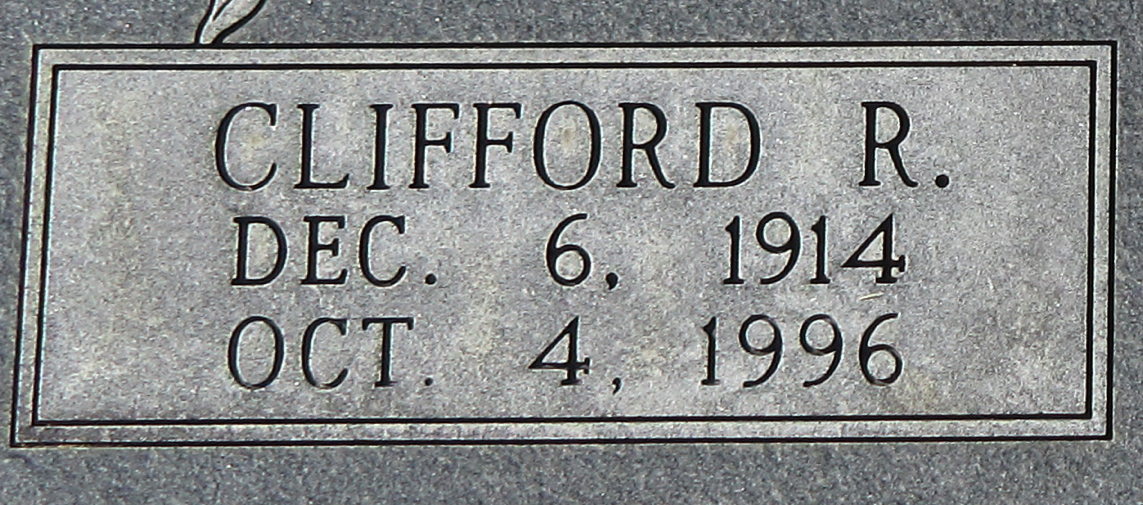 CLIFFORD R.
DEC. 6, 1914
OCT. 4, 1996